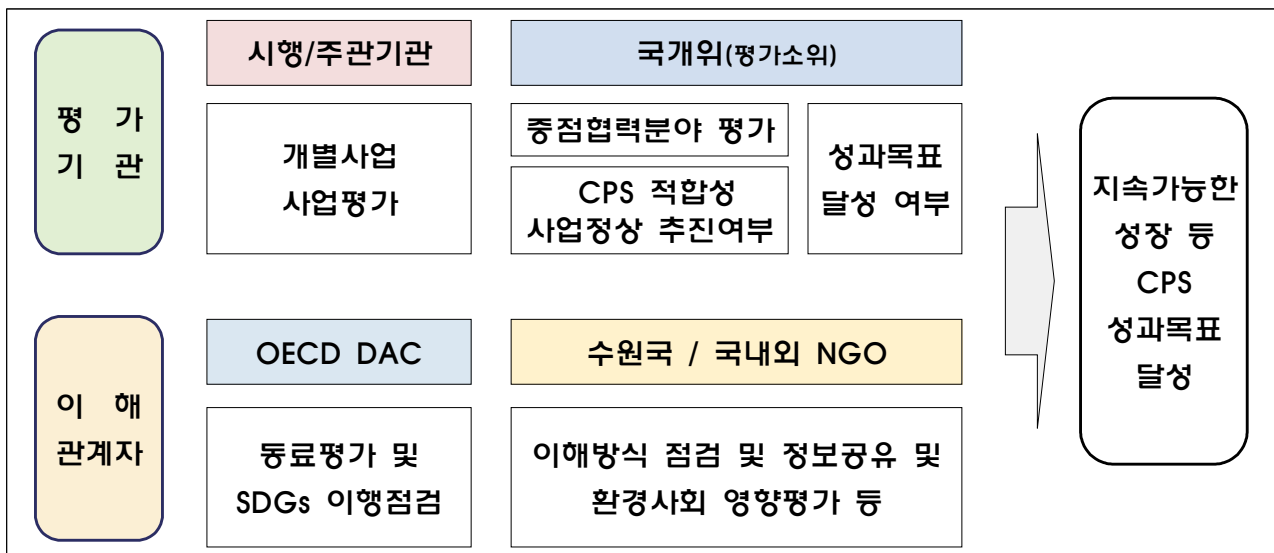 평 가
기 관
시행/주관기관
국개위(평가소위)
개별사업
사업평가
중점협력분야 평가
CPS 적합성
사업정상 추진여부
성과목표
달성 여부
이 해
관계자
OECD DAC
수원국 / 국내외 NGO
동료평가 및
SDGs 이행점검
이해방식 점검 및 정보공유 및
환경사회 영향평가 등
지속가능한
성장 등
CPS
성과목표
달성